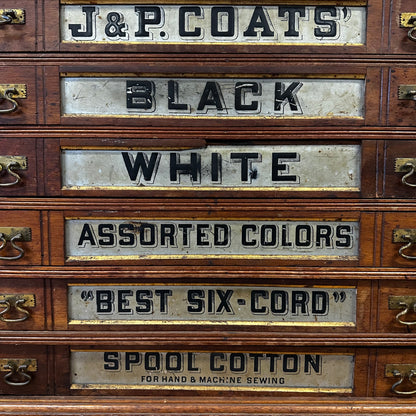 J & P. COATS'
BLACK
WHITE
ASSORTED COLORS
"BEST SIX-CORD"
SPOOL COTTON
FOR HAND & MACHINE SEWING